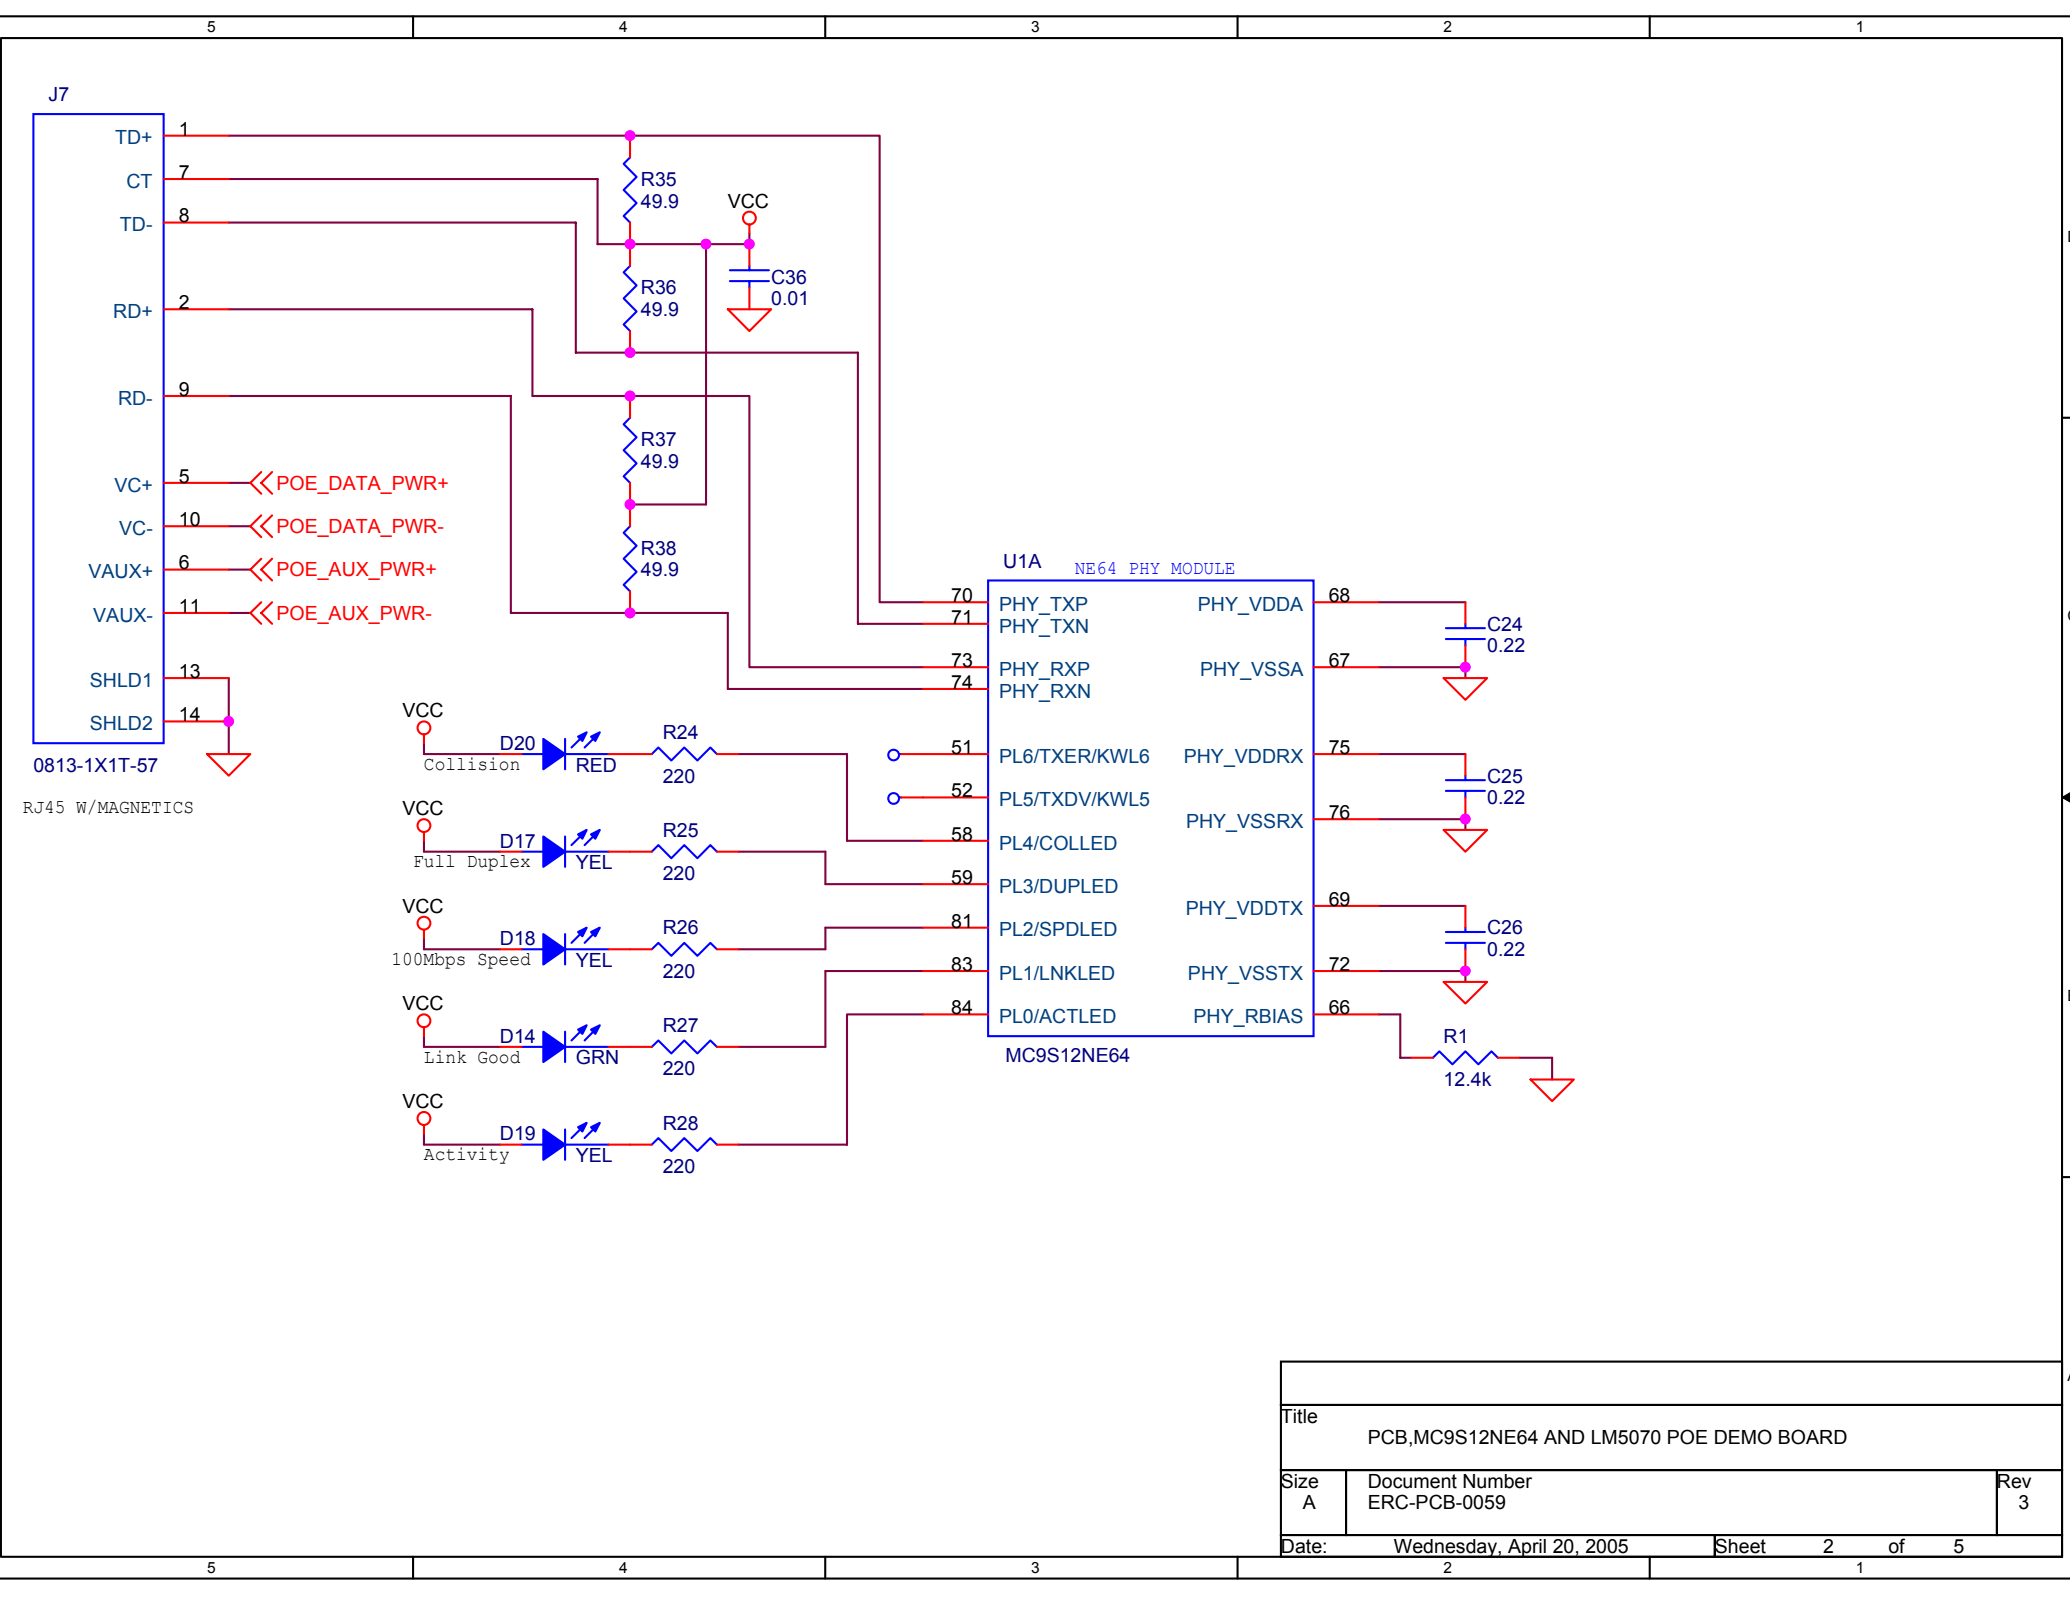 5 4 3 2 1
J7
TD+ 1
CT 7
TD- 8
RD+ 2
RD- 9
VC+ 5 POE_DATA_PWR+
VC- 10 POE_DATA_PWR-
VAUX+ 6 POE_AUX_PWR+
VAUX- 11 POE_AUX_PWR-
SHLD1 13
SHLD2 14
0813-1X1T-57
RJ45 W/MAGNETICS
R35
49.9
VCC
R36
49.9
C36
0.01
R37
49.9
R38
49.9
VCC
D20
Collision
RED
R24
220
VCC
D17
Full Duplex
YEL
R25
220
VCC
D18
100Mbps Speed
YEL
R26
220
VCC
D14
Link Good
GRN
R27
220
VCC
D19
Activity
YEL
R28
220
U1A
NE64 PHY MODULE
70 PHY_TXP
71 PHY_TXN
73 PHY_RXP
74 PHY_RXN
51 PL6/TXER/KWL6
52 PL5/TXDV/KWL5
58 PL4/COLLED
59 PL3/DUPLED
81 PL2/SPDLED
83 PL1/LNKLED
84 PL0/ACTLED
PHY_VDDA 68
PHY_VSSA 67
PHY_VDDRX 75
PHY_VSSRX 76
PHY_VDDTX 69
PHY_VSSTX 72
PHY_RBIAS 66
MC9S12NE64
C24
0.22
C25
0.22
C26
0.22
R1
12.4k
Title
PCB,MC9S12NE64 AND LM5070 POE DEMO BOARD
Size Document Number Rev
A ERC-PCB-0059 3
Date: Wednesday, April 20, 2005 Sheet 2 of 5
5 4 3 2 1